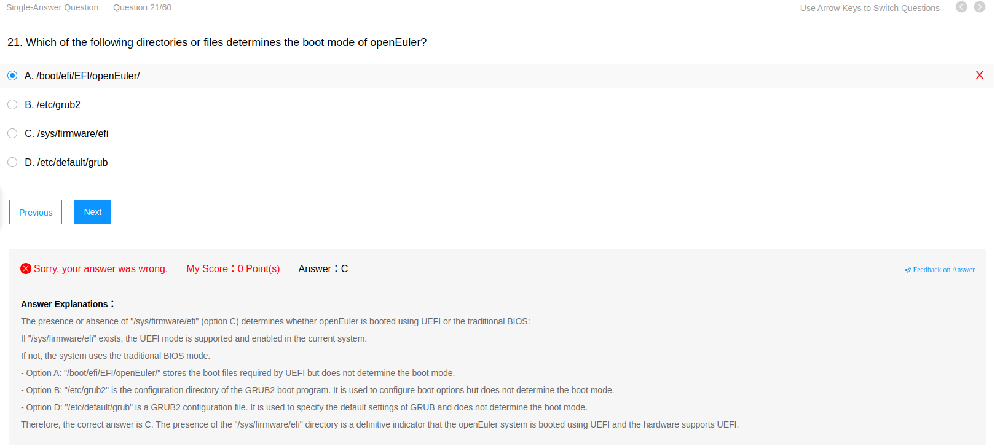 Single-Answer Question Question 21/60 Use Arrow Keys to Switch Questions
21. Which of the following directories or files determines the boot mode of openEuler?
A. /boot/efi/EFI/openEuler/
B. /etc/grub2
C. /sys/firmware/efi
D. /etc/default/grub
Previous Next
Sorry, your answer was wrong. My Score：0 Point(s) Answer：C Feedback on Answer
Answer Explanations：
The presence or absence of "/sys/firmware/efi" (option C) determines whether openEuler is booted using UEFI or the traditional BIOS:
If "/sys/firmware/efi" exists, the UEFI mode is supported and enabled in the current system.
If not, the system uses the traditional BIOS mode.
- Option A: "/boot/efi/EFI/openEuler/" stores the boot files required by UEFI but does not determine the boot mode.
- Option B: "/etc/grub2" is the configuration directory of the GRUB2 boot program. It is used to configure boot options but does not determine the boot mode.
- Option D: "/etc/default/grub" is a GRUB2 configuration file. It is used to specify the default settings of GRUB and does not determine the boot mode.
Therefore, the correct answer is C. The presence of the "/sys/firmware/efi" directory is a definitive indicator that the openEuler system is booted using UEFI and the hardware supports UEFI.